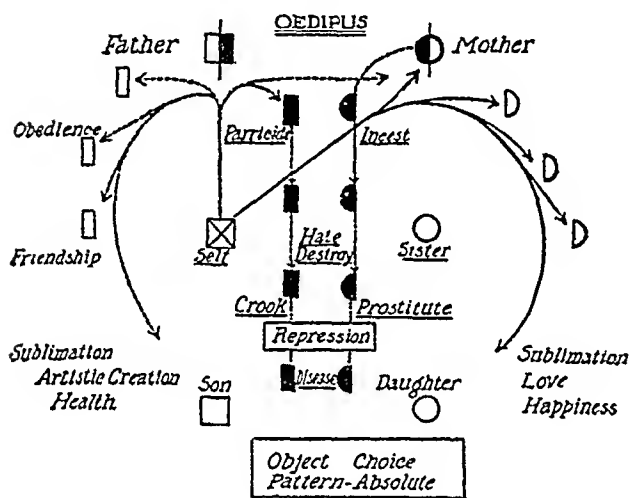 OEDIPUS
Father
Mother
Obedience
Parricide
Incest
Friendship
Self
Hate
Destroy
Sister
Crook
Prostitute
Repression
Sublimation
Artistic Creation
Health
Son
Disease
Daughter
Sublimation
Love
Happiness
Object Choice
Pattern-Absolute